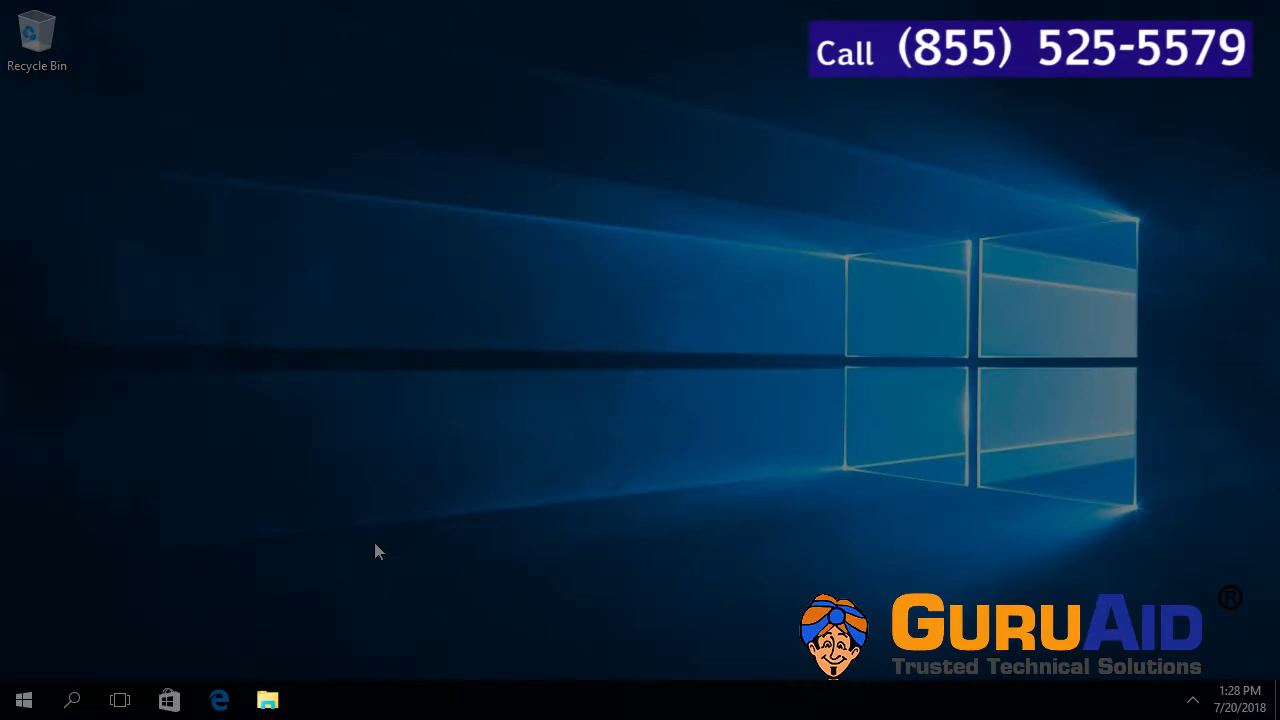 Recycle Bin
Call (855) 525-5579
GURUAID
®
Trusted Technical Solutions
1:28 PM
7/20/2018